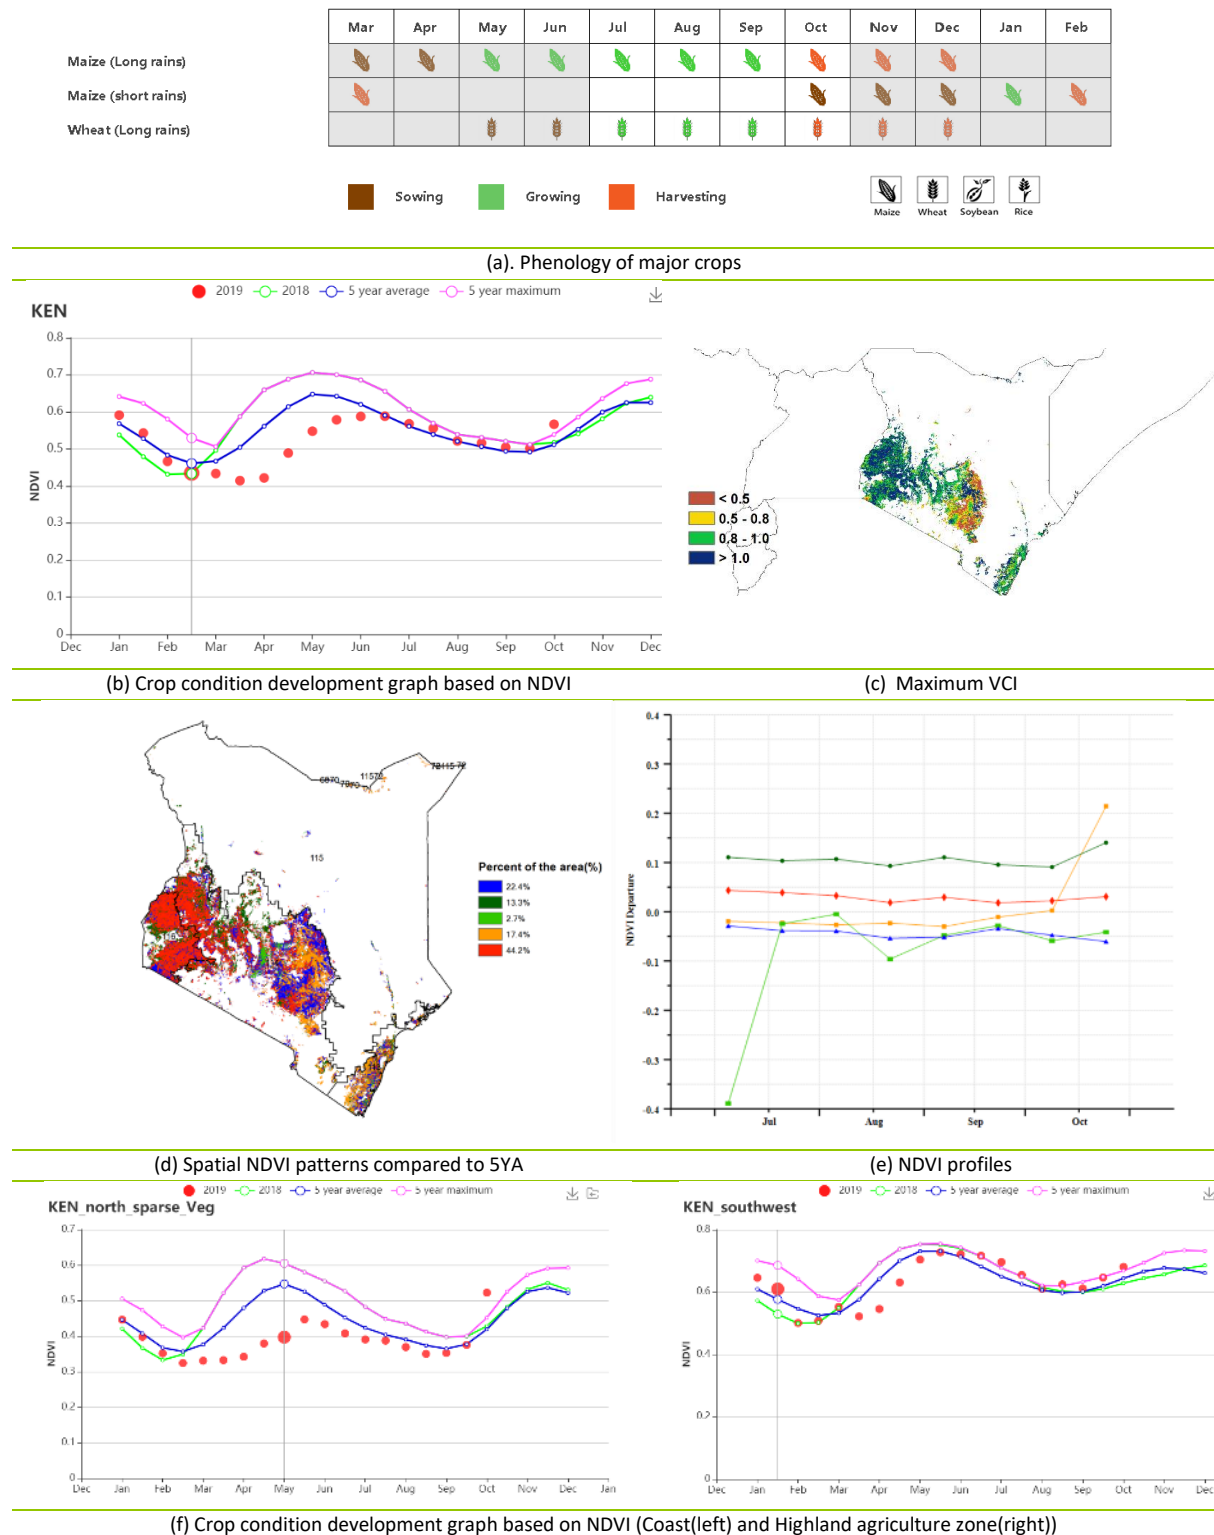 Mar Apr May Jun Jul Aug Sep Oct Nov Dec Jan Feb
Maize (Long rains)
Maize (short rains)
Wheat (Long rains)
Sowing Growing Harvesting
Maize Wheat Soybean Rice
(a). Phenology of major crops
2019 2018 5 year average 5 year maximum
KEN
0.8
0.7
0.6
0.5
0.4
0.3
0.2
0.1
0
NDVI
Dec Jan Feb Mar Apr May Jun Jul Aug Sep Oct Nov Dec
< 0.5
0.5 - 0.8
0.8 - 1.0
> 1.0
(b) Crop condition development graph based on NDVI
(c) Maximum VCI
115
Percent of the area(%)
22.4%
13.3%
2.7%
17.4%
44.2%
0.4
0.3
0.2
0.1
0.0
-0.1
-0.2
-0.3
-0.4
NDVI Departure
Jul Aug Sep Oct
(d) Spatial NDVI patterns compared to 5YA
(e) NDVI profiles
2019 2018 5 year average 5 year maximum
KEN_north_sparse_Veg
0.7
0.6
0.5
0.4
0.3
0.2
0.1
0
NDVI
Dec Jan Feb Mar Apr May Jun Jul Aug Sep Oct Nov Dec Jan
2019 2018 5 year average 5 year maximum
KEN_southwest
0.8
0.6
0.4
0.2
0
NDVI
Dec Jan Feb Mar Apr May Jun Jul Aug Sep Oct Nov Dec
(f) Crop condition development graph based on NDVI (Coast(left) and Highland agriculture zone(right))